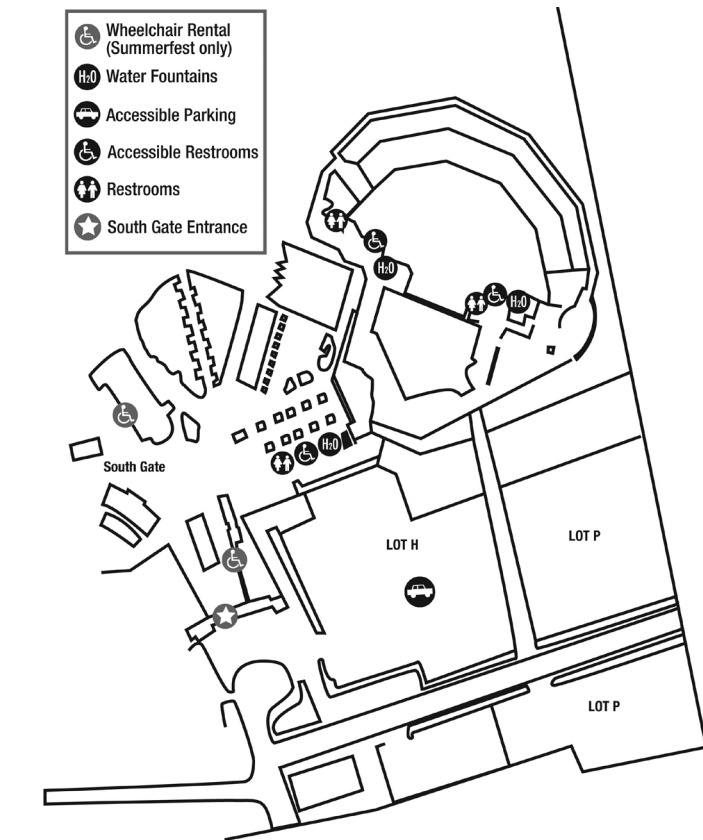 Wheelchair Rental
(Summerfest only)
H2O Water Fountains
Accessible Parking
Accessible Restrooms
Restrooms
South Gate Entrance
H2O
H2O
H2O
South Gate
LOT H
LOT P
LOT P